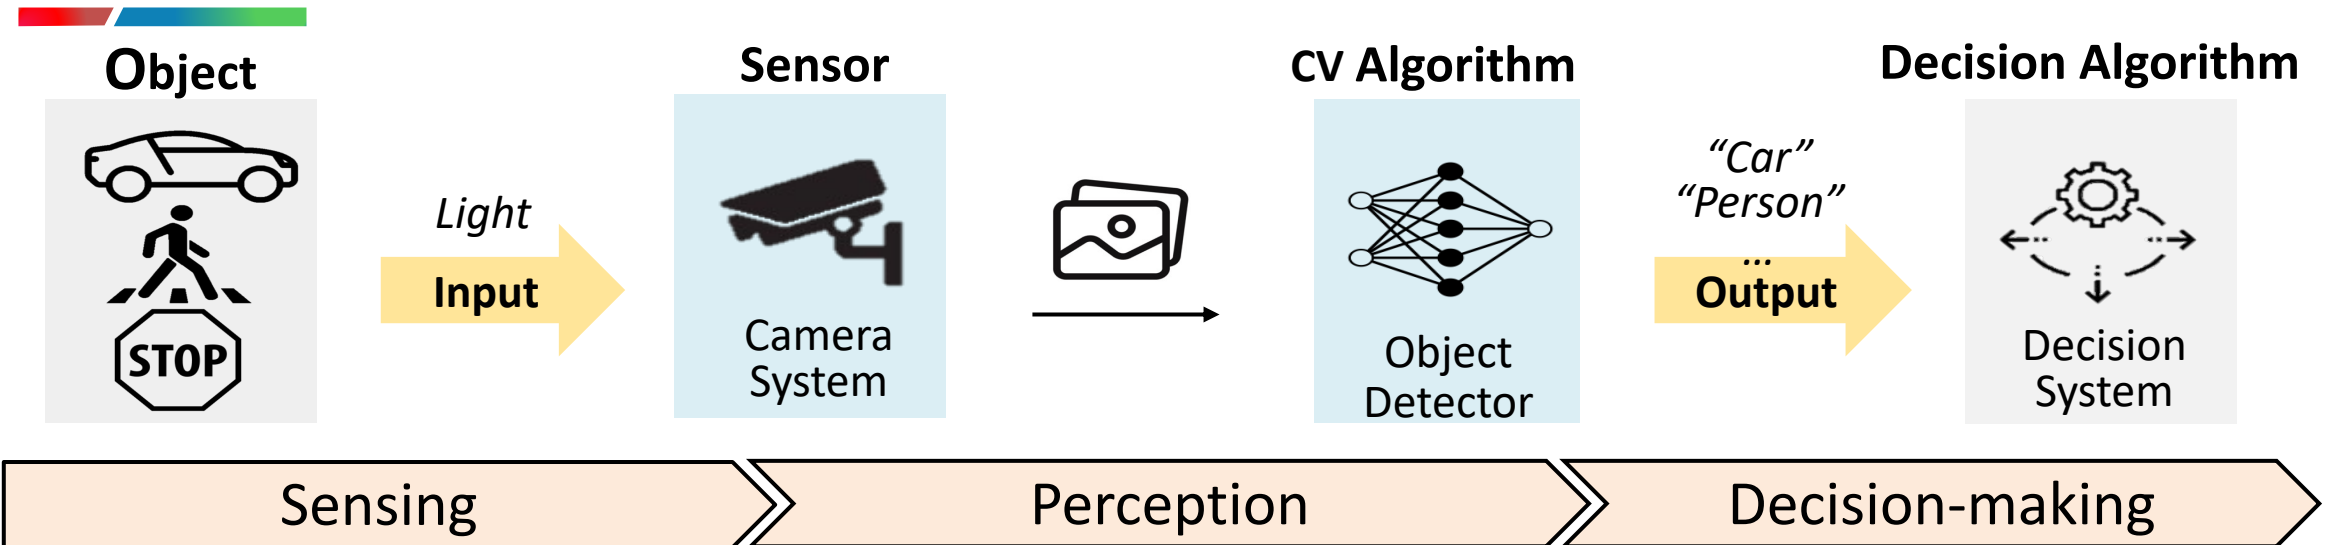 Object
Sensor
CV Algorithm
Decision Algorithm
STOP
Light
Input
Camera
System
Object
Detector
“Car”
“Person”
...
Output
Decision
System
Sensing
Perception
Decision-making